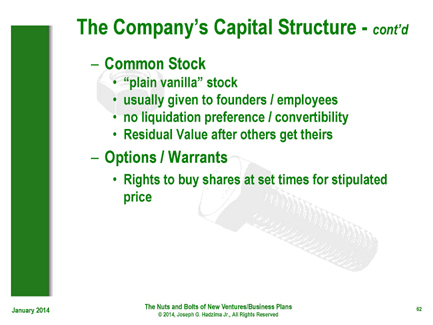 The Company's Capital Structure - cont'd
– Common Stock
• “plain vanilla” stock
• usually given to founders / employees
• no liquidation preference / convertibility
• Residual Value after others get theirs
– Options / Warrants
• Rights to buy shares at set times for stipulated
price
January 2014
The Nuts and Bolts of New Ventures/Business Plans
© 2014, Joseph G. Hadzima Jr., All Rights Reserved
62